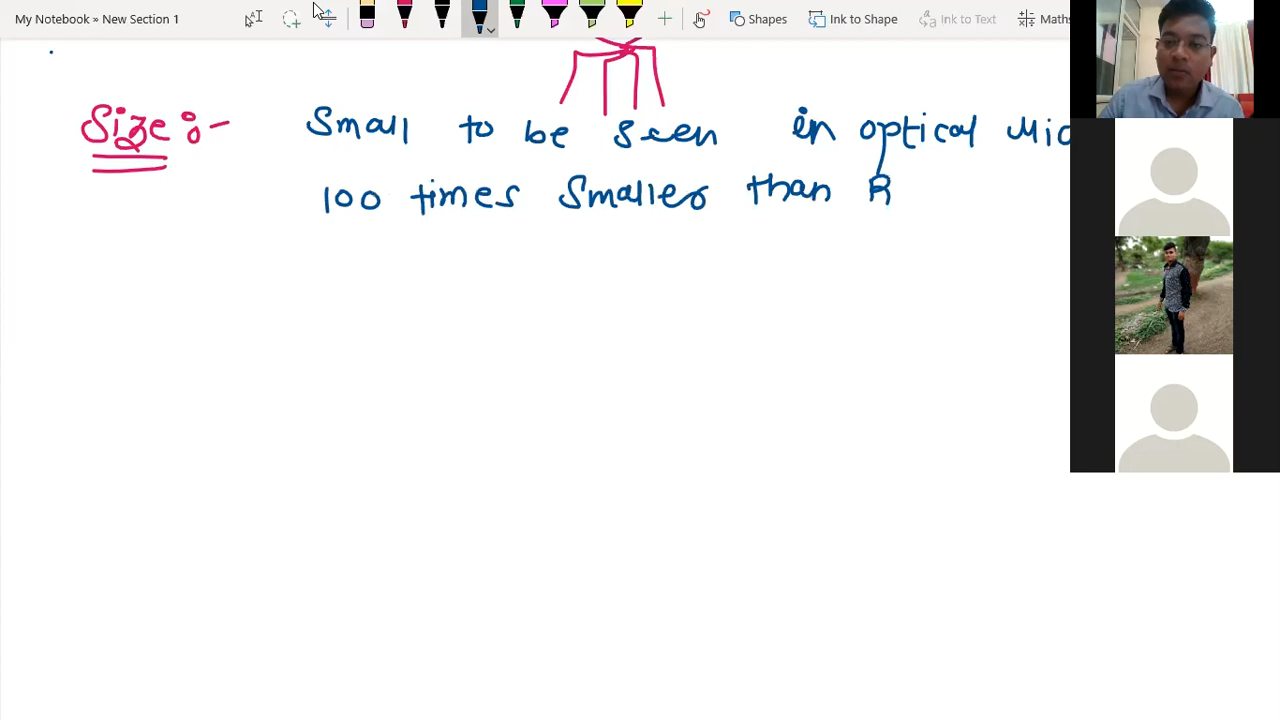 My Notebook » New Section 1
Shapes
Ink to Shape
Ink to Text
Maths
Size :- Small to be seen in optical Mic
100 times Smaller than R